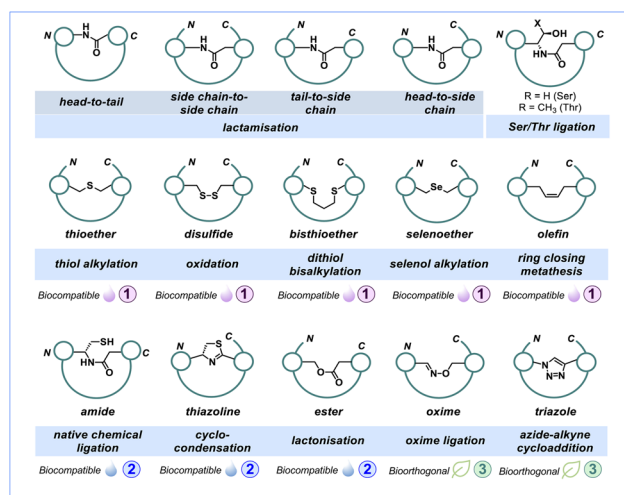 N C N C N C N C X
NH NH NH NH OH
O O O O HN O
head-to-tail
side chain-to-
side chain
tail-to-side
chain
head-to-side
chain
R = H (Ser)
R = CH₃ (Thr)
lactamisation
Ser/Thr ligation
N C N C N C N C N C
S S-S S S Se
thioether disulfide bisthioether selenoether olefin
thiol alkylation
oxidation
dithiol
bisalkylation
selenol alkylation
ring closing
metathesis
Biocompatible 1 Biocompatible 1 Biocompatible 1 Biocompatible 1 Biocompatible 1
N SH C N S C N C N C N C
HN O N O O N O N N=N
amide thiazoline ester oxime triazole
native chemical
ligation
cyclo-
condensation
lactonisation
oxime ligation
azide-alkyne
cycloaddition
Biocompatible 2 Biocompatible 2 Biocompatible 2 Bioorthogonal 3 Bioorthogonal 3